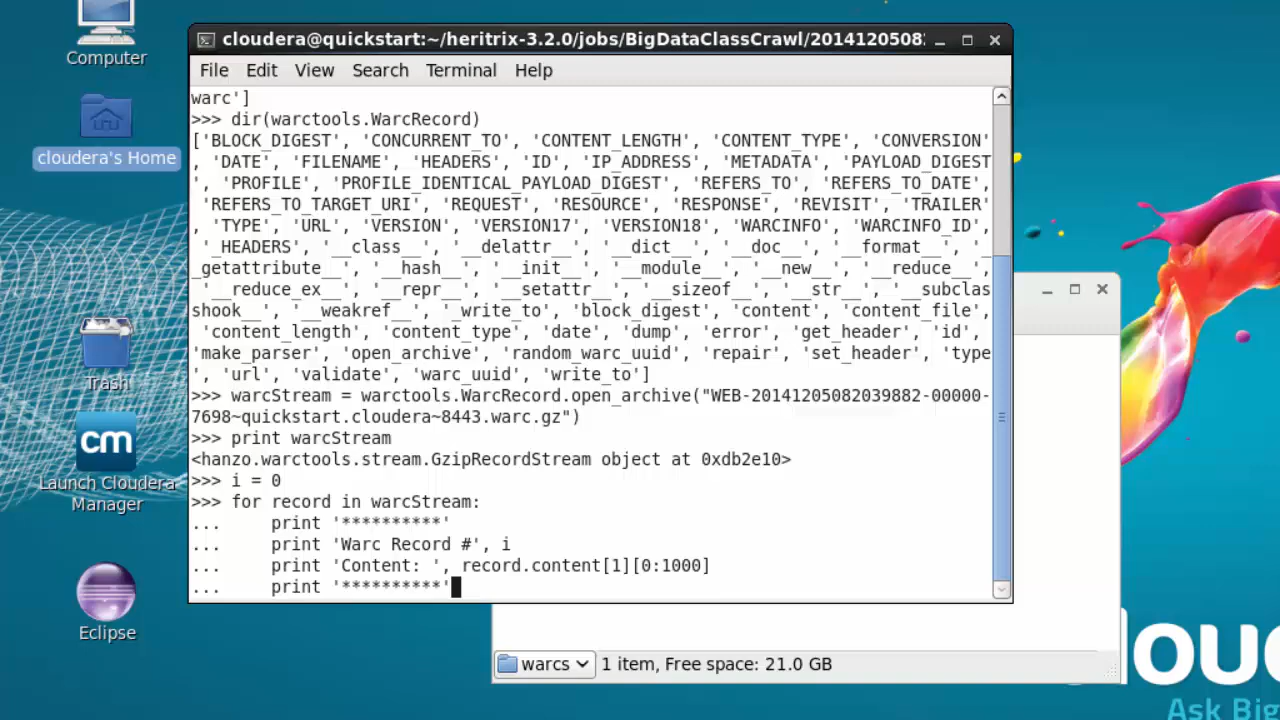 Computer
cloudera's Home
Trash
cm
Launch Cloudera
Manager
Eclipse
cloudera@quickstart:~/heritrix-3.2.0/jobs/BigDataClassCrawl/2014120508
File Edit View Search Terminal Help
warc']
>>> dir(warctools.WarcRecord)
['BLOCK_DIGEST', 'CONCURRENT_TO', 'CONTENT_LENGTH', 'CONTENT_TYPE', 'CONVERSION'
, 'DATE', 'FILENAME', 'HEADERS', 'ID', 'IP_ADDRESS', 'METADATA', 'PAYLOAD_DIGEST
', 'PROFILE', 'PROFILE_IDENTICAL_PAYLOAD_DIGEST', 'REFERS_TO', 'REFERS_TO_DATE',
'REFERS_TO_TARGET_URI', 'REQUEST', 'RESOURCE', 'RESPONSE', 'REVISIT', 'TRAILER'
, 'TYPE', 'URL', 'VERSION', 'VERSION17', 'VERSION18', 'WARCINFO', 'WARCINFO_ID',
'_HEADERS', '__class__', '__delattr__', '__dict__', '__doc__', '__format__', '_
_getattribute__', '__hash__', '__init__', '__module__', '__new__', '__reduce__',
'__reduce_ex__', '__repr__', '__setattr__', '__sizeof__', '__str__', '__subclas
shook__', '__weakref__', '_write_to', 'block_digest', 'content', 'content_file',
'content_length', 'content_type', 'date', 'dump', 'error', 'get_header', 'id',
'make_parser', 'open_archive', 'random_warc_uuid', 'repair', 'set_header', 'type
', 'url', 'validate', 'warc_uuid', 'write_to']
>>> warcStream = warctools.WarcRecord.open_archive("WEB-20141205082039882-00000-
7698~quickstart.cloudera~8443.warc.gz")
>>> print warcStream
<hanzo.warctools.stream.GzipRecordStream object at 0xdb2e10>
>>> i = 0
>>> for record in warcStream:
... print '**********'
... print 'Warc Record #', i
... print 'Content: ', record.content[1][0:1000]
... print '**********'
warcs 1 item, Free space: 21.0 GB
louc
Ask Big